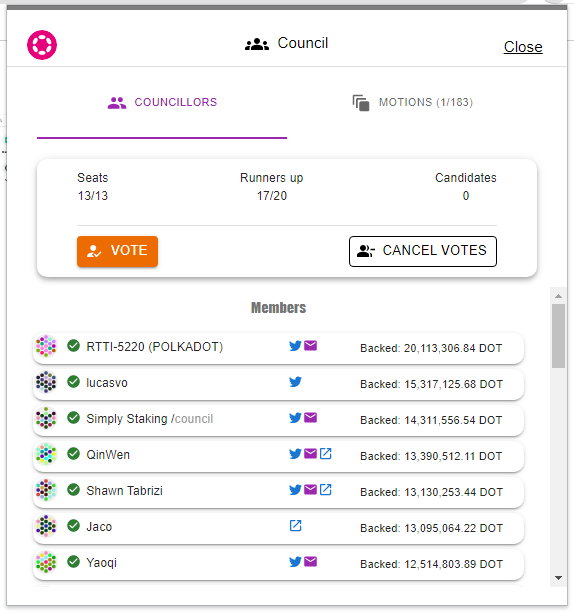 Council
Close
COUNCILLORS
MOTIONS (1/183)
Seats
Runners up
Candidates
13/13
17/20
0
VOTE
CANCEL VOTES
Members
RTTI-5220 (POLKADOT) Backed: 20,113,306.84 DOT
lucasvo Backed: 15,317,125.68 DOT
Simply Staking /council Backed: 14,311,556.54 DOT
QinWen Backed: 13,390,512.11 DOT
Shawn Tabrizi Backed: 13,130,253.44 DOT
Jaco Backed: 13,095,064.22 DOT
Yaoqi Backed: 12,514,803.89 DOT